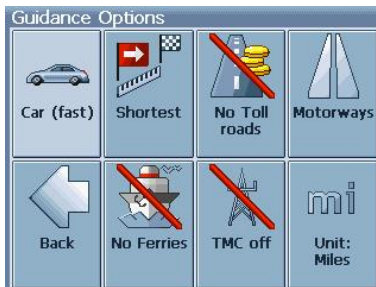 Guidance Options
Car (fast)
Shortest
No Toll
roads
Motorways
Back
No Ferries
TMC off
mi
Unit:
Miles